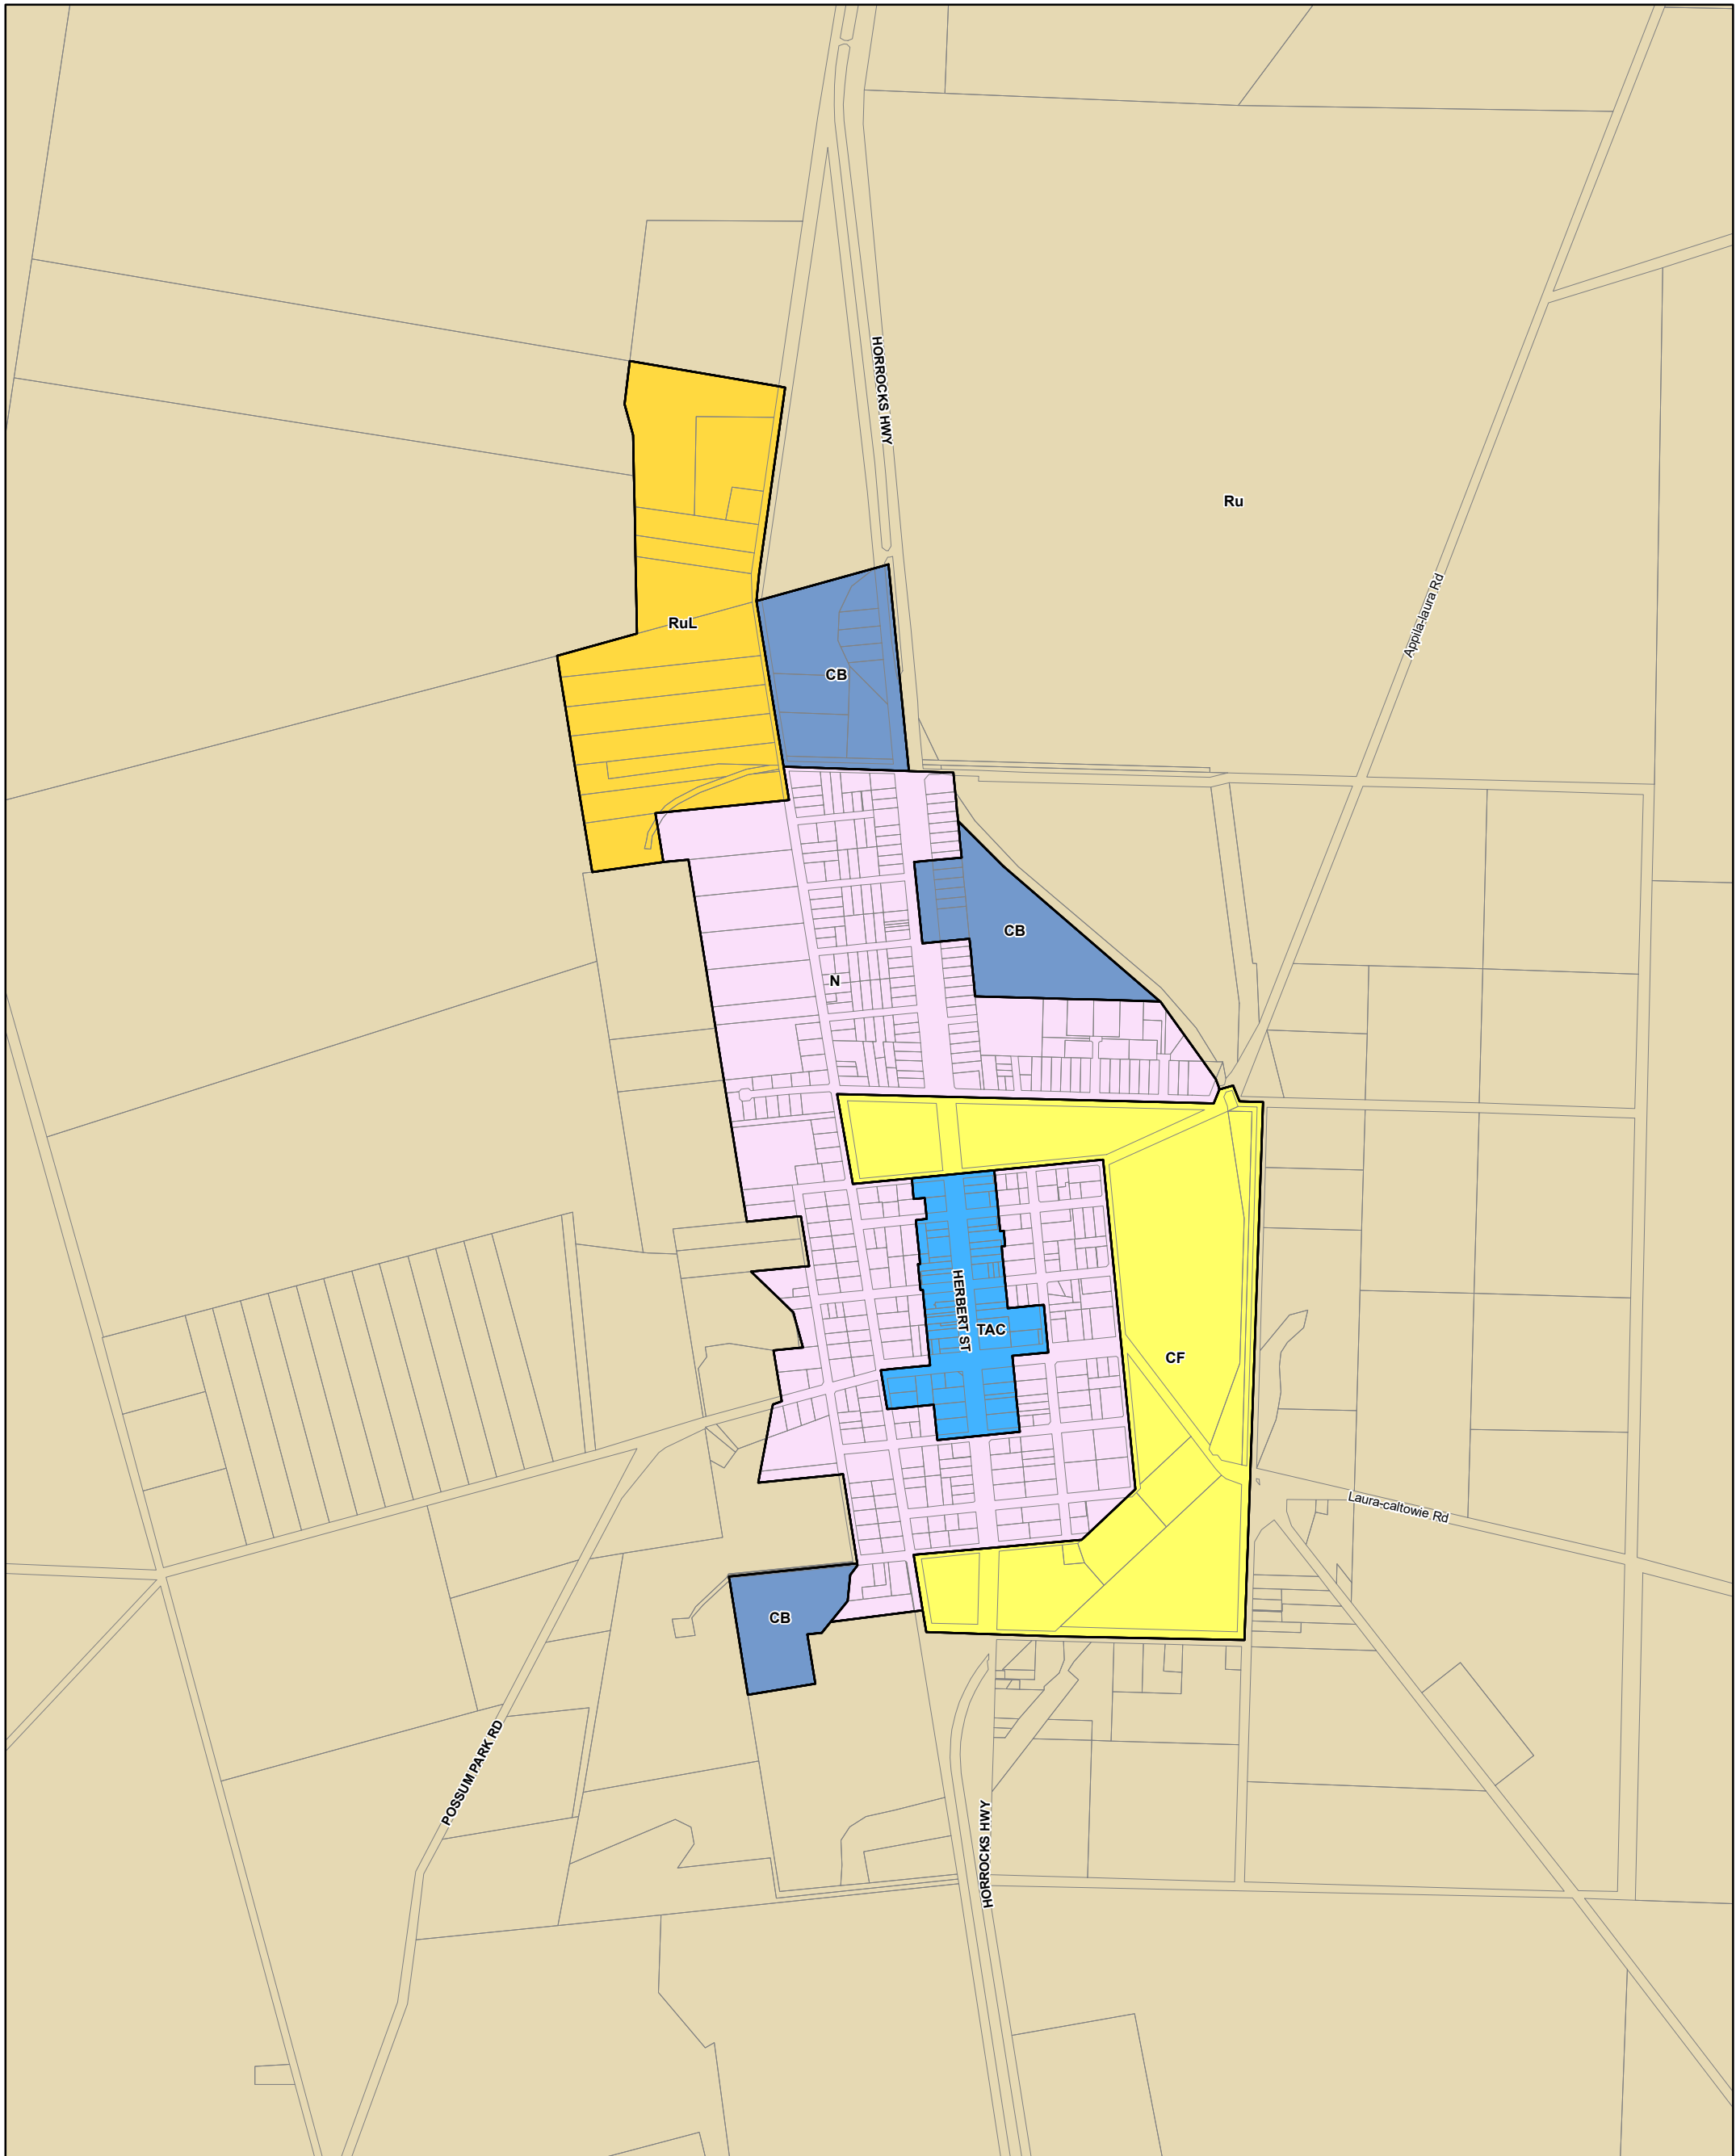 HORROCKS HWY
Ru
Appila-laura Rd
RuL
CB
CB
N
HERBERT ST
TAC
CF
Laura-caltowie Rd
CB
POSSUM PARK RD
HORROCKS HWY